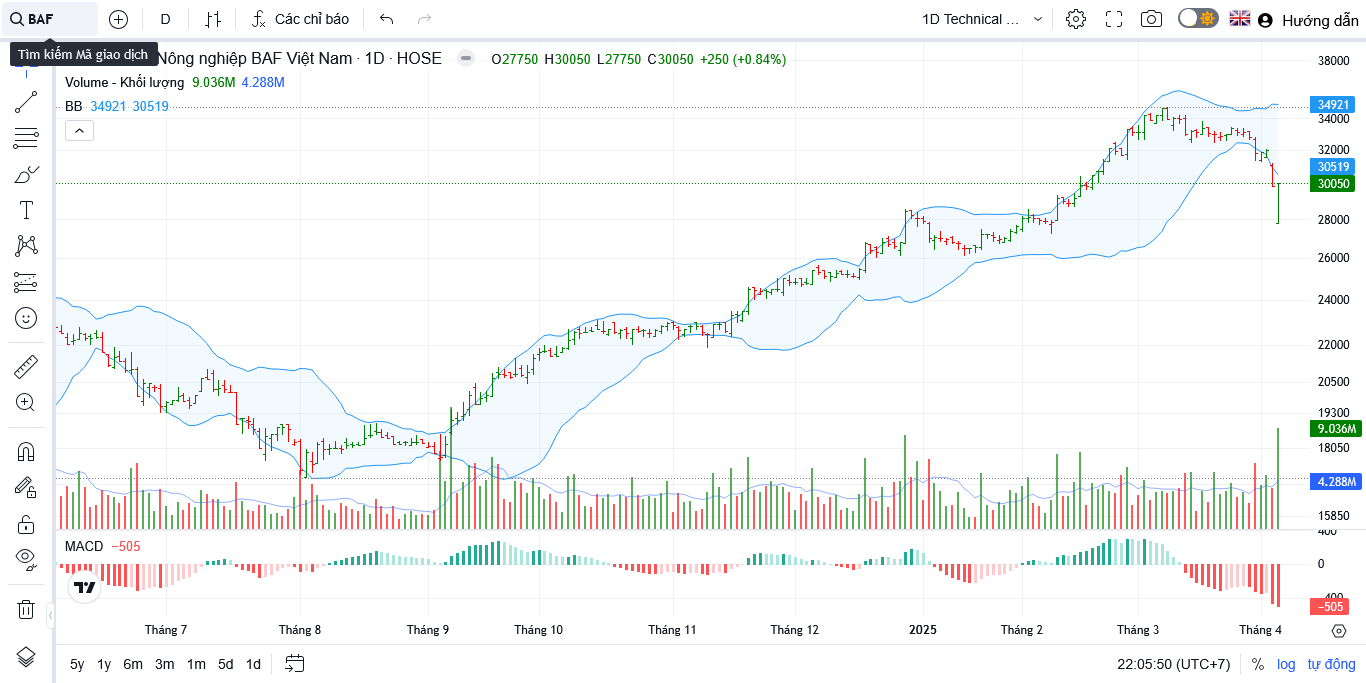 BAF
D
Các chỉ báo
1D Technical ...
Hướng dẫn
Tìm kiếm Mã giao dịch
Nông nghiệp BAF Việt Nam · 1D · HOSE
O27750 H30050 L27750 C30050 +250 (+0.84%)
Volume - Khối lượng 9.036M 4.288M
BB 34921 30519
38000
34921
34000
32000
30519
30050
28000
26000
24000
22000
20500
19300
9.036M
18050
4.288M
15850
MACD −505
400
0
−505
Tháng 7
Tháng 8
Tháng 9
Tháng 10
Tháng 11
Tháng 12
2025
Tháng 2
Tháng 3
Tháng 4
5y 1y 6m 3m 1m 5d 1d
22:05:50 (UTC+7)
%
log
tự động